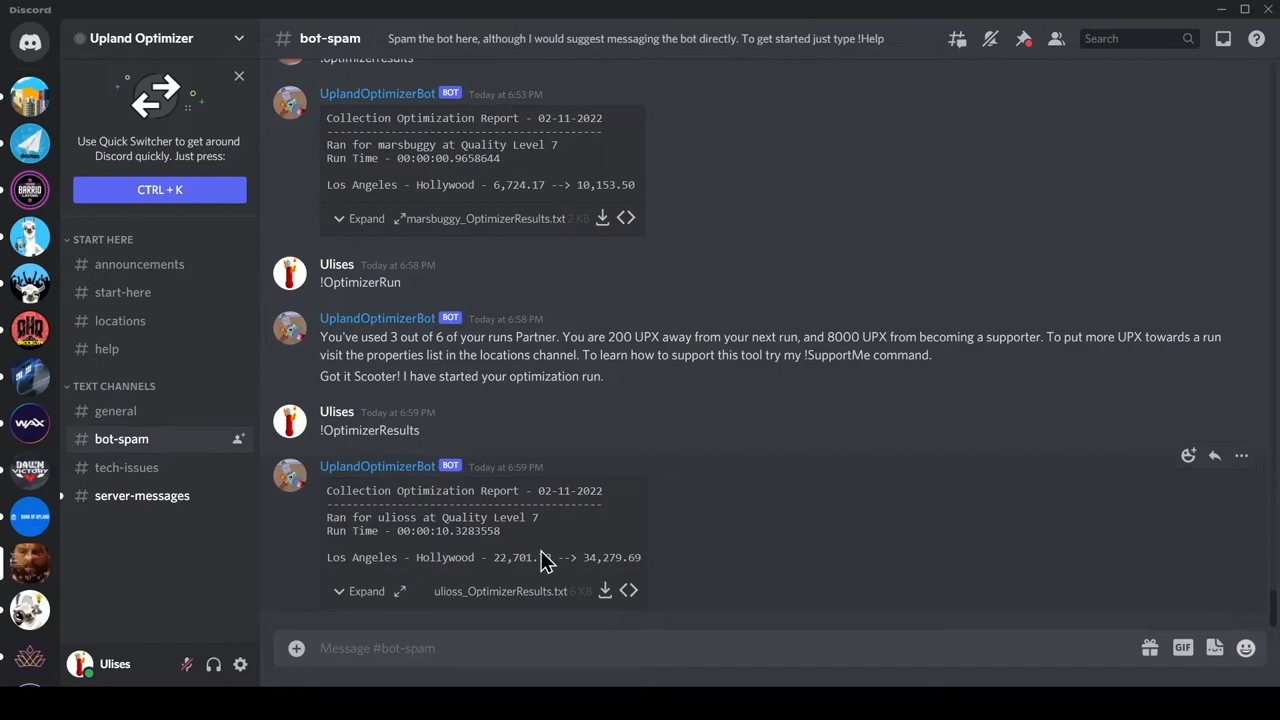 Discord
Upland Optimizer
Use Quick Switcher to get around
Discord quickly. Just press:
CTRL + K
START HERE
# announcements
# start-here
# locations
# help
TEXT CHANNELS
# general
# bot-spam
# tech-issues
# server-messages
Ulises
# bot-spam Spam the bot here, although I would suggest messaging the bot directly. To get started just type !Help
Search
UplandOptimizerBot BOT Today at 6:53 PM
Collection Optimization Report - 02-11-2022
-----------------------------------------
Ran for marsbuggy at Quality Level 7
Run Time - 00:00:00.9658644
Los Angeles - Hollywood - 6,724.17 --> 10,153.50
Expand marsbuggy_OptimizerResults.txt 2 KB
Ulises Today at 6:58 PM
!OptimizerRun
UplandOptimizerBot BOT Today at 6:58 PM
You've used 3 out of 6 of your runs Partner. You are 200 UPX away from your next run, and 8000 UPX from becoming a supporter. To put more UPX towards a run
visit the properties list in the locations channel. To learn how to support this tool try my !SupportMe command.
Got it Scooter! I have started your optimization run.
Ulises Today at 6:59 PM
!OptimizerResults
UplandOptimizerBot BOT Today at 6:59 PM
Collection Optimization Report - 02-11-2022
-----------------------------------------
Ran for ulioss at Quality Level 7
Run Time - 00:00:10.3283558
Los Angeles - Hollywood - --> 34,279.69
Expand ulioss_OptimizerResults.txt 6 KB
Message #bot-spam
GIF